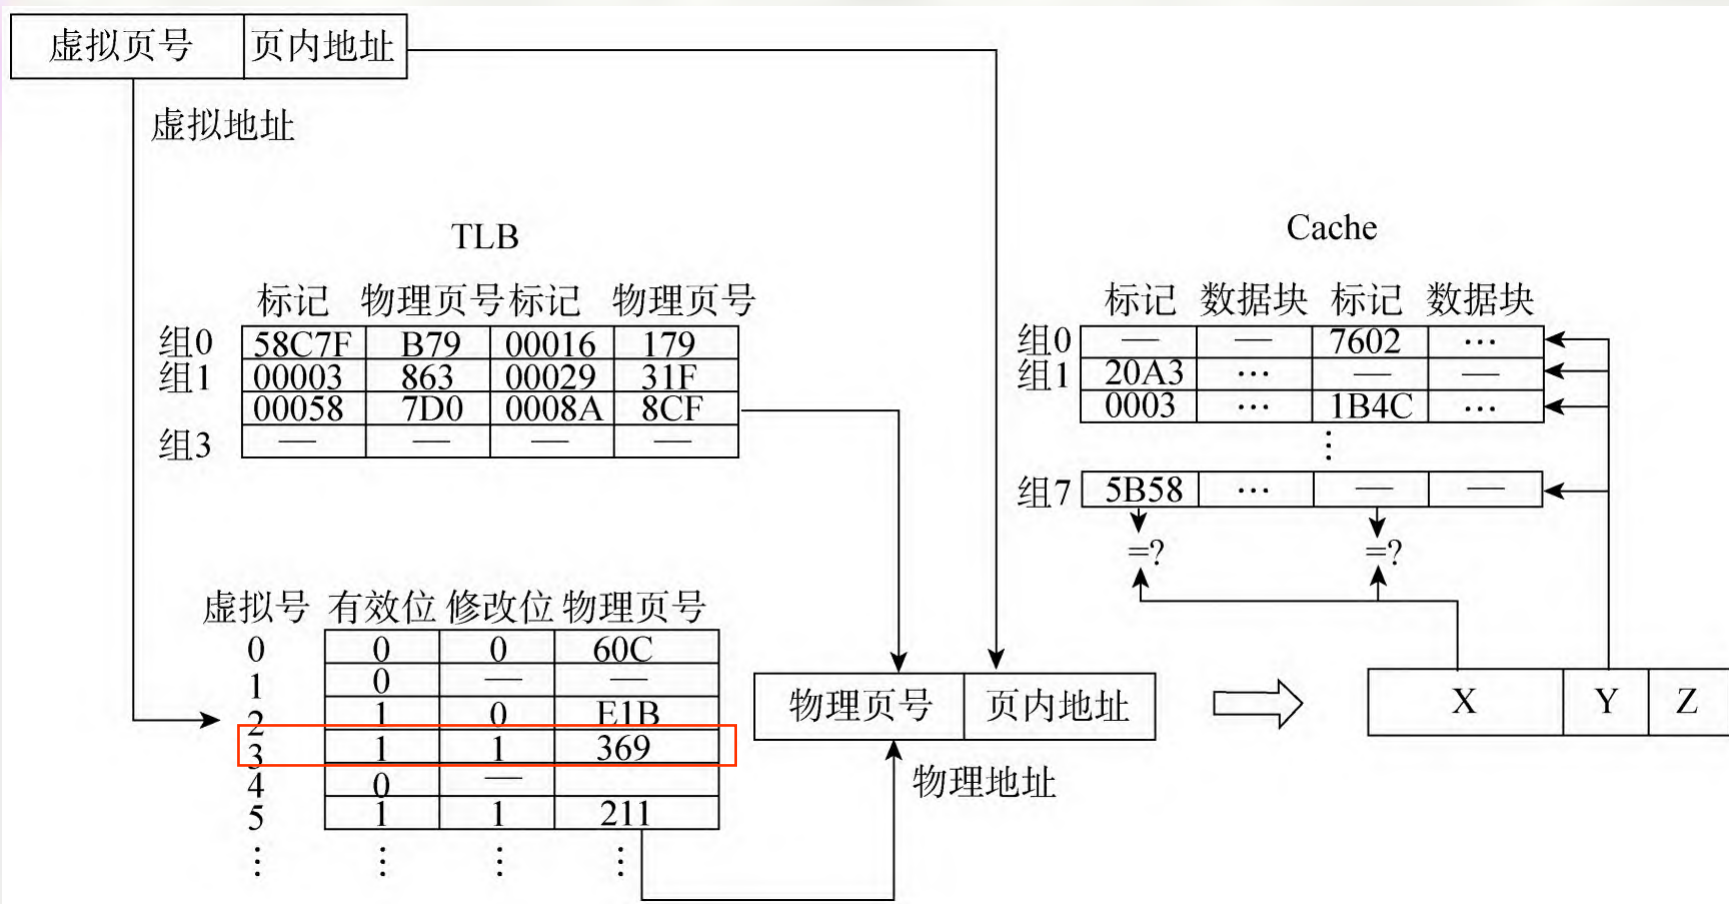 虚拟页号 页内地址
虚拟地址
TLB
标记 物理页号 标记 物理页号
组0 58C7F B79 00016 179
组1 00003 863 00029 31F
00058 7D0 0008A 8CF
组3 — — — —
Cache
标记 数据块 标记 数据块
组0 — — 7602 …
组1 20A3 … — —
0003 … 1B4C …
⋮
组7 5B58 … — —
=? =?
虚拟号 有效位 修改位 物理页号
0 0 0 60C
1 0 — —
2 1 0 E1B
3 1 1 369
4 0 —
5 1 1 211
⋮ ⋮ ⋮ ⋮
物理页号 页内地址
物理地址
X Y Z